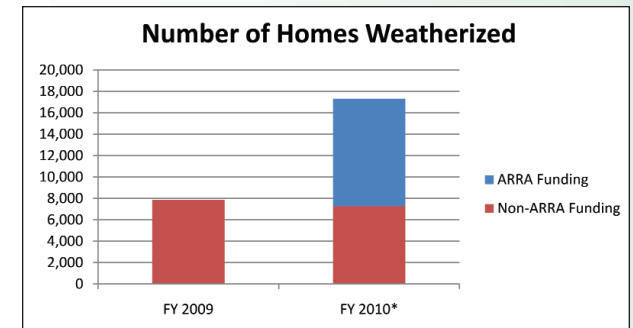 Number of Homes Weatherized
20,000
18,000
16,000
14,000
12,000
10,000
8,000
6,000
4,000
2,000
0
FY 2009
FY 2010*
ARRA Funding
Non-ARRA Funding